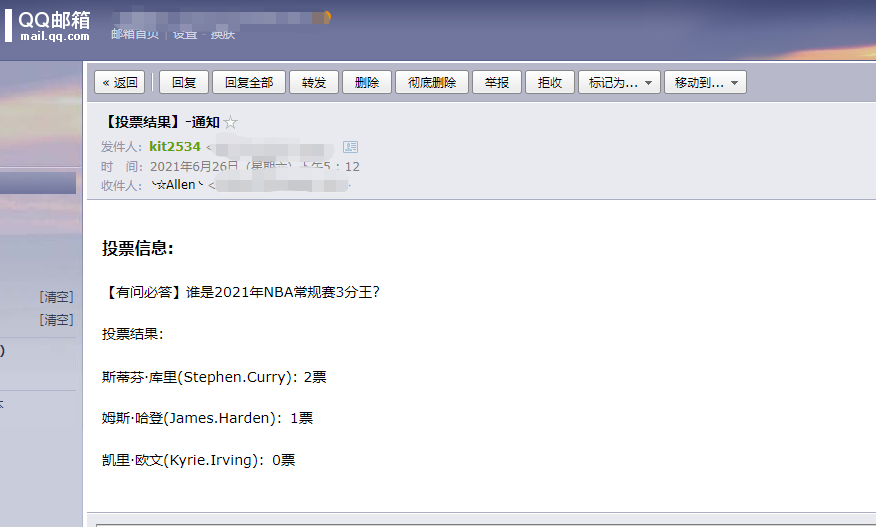 QQ邮箱
mail.qq.com
邮箱首页 | 设置 - 换肤
« 返回 回复 回复全部 转发 删除 彻底删除 举报 拒收 标记为... 移动到...
【投票结果】-通知☆
发件人: kit2534 <
时 间: 2021年6月26日 (星期六) 上午5:12
收件人: ╰☆Allen╰ <
[清空]
[清空]
)
投票信息:
【有问必答】谁是2021年NBA常规赛3分王?
投票结果:
斯蒂芬·库里(Stephen.Curry): 2票
姆斯·哈登(James.Harden): 1票
凯里·欧文(Kyrie.Irving): 0票